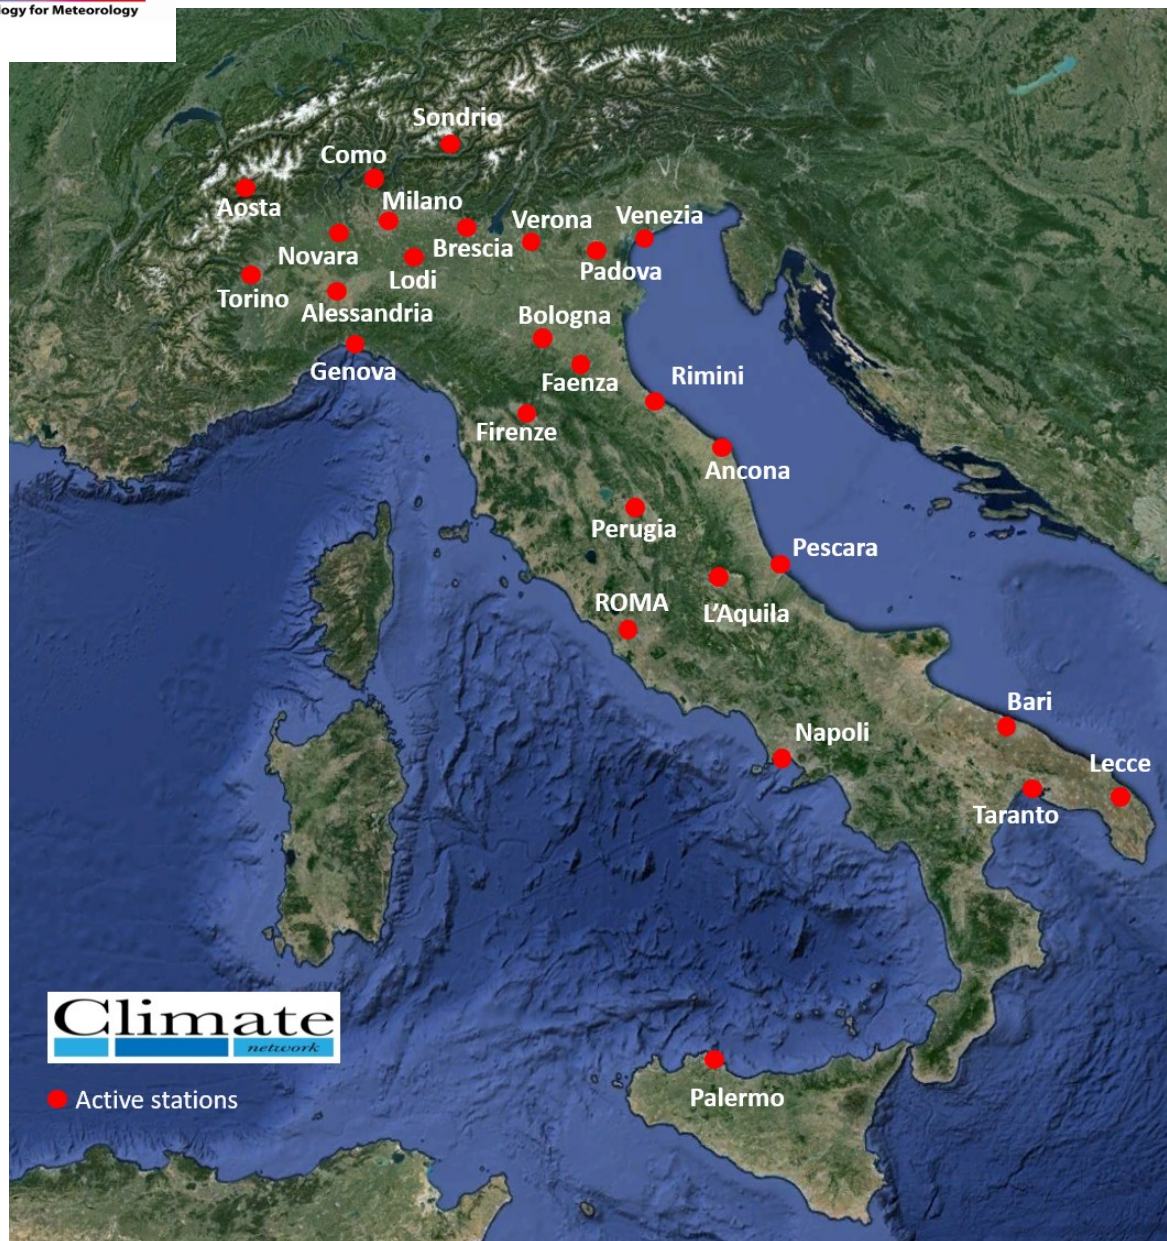 logy for Meteorology
Sondrio
Como
Aosta
Milano
Verona
Venezia
Novara
Brescia
Padova
Lodi
Torino
Alessandria
Bologna
Genova
Faenza
Rimini
Firenze
Ancona
Perugia
Pescara
ROMA
L'Aquila
Bari
Napoli
Lecce
Taranto
Climate
network
Active stations
Palermo